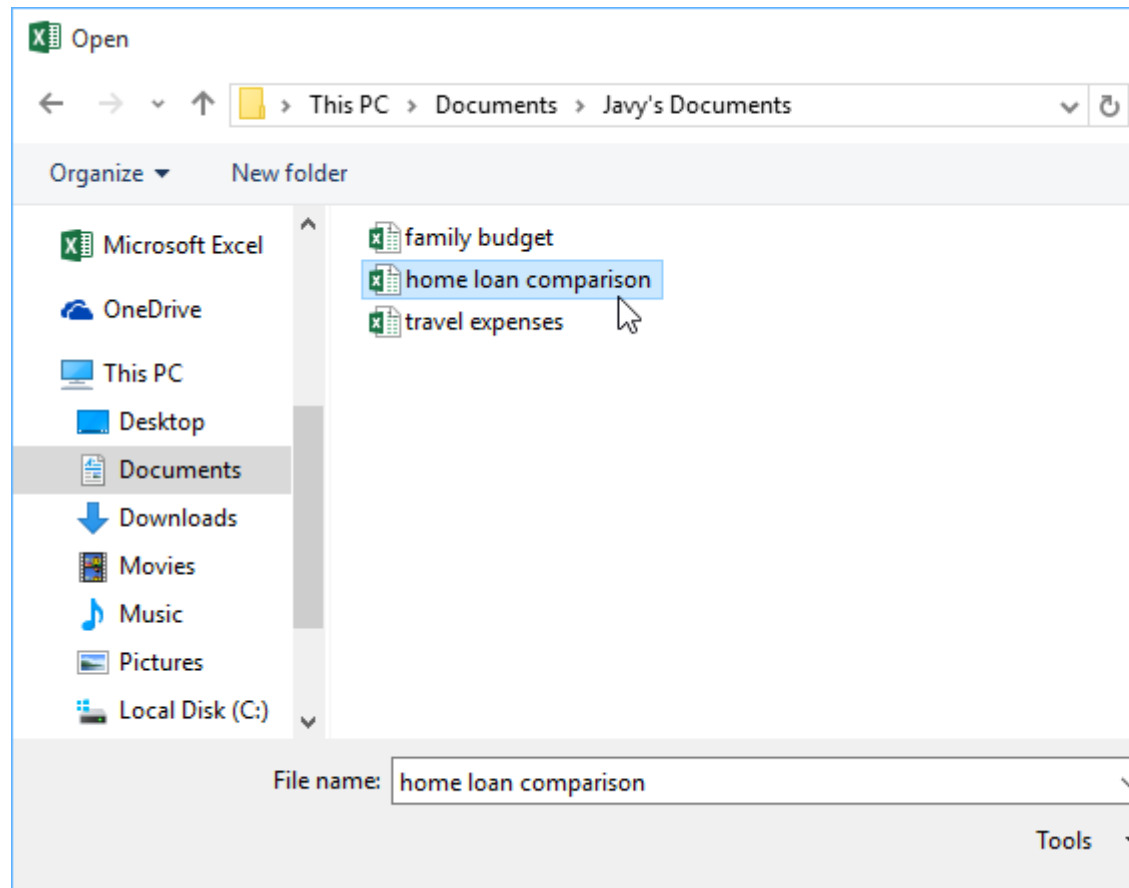 Open
This PC > Documents > Javy's Documents
Organize New folder
Microsoft Excel
OneDrive
This PC
Desktop
Documents
Downloads
Movies
Music
Pictures
Local Disk (C:)
family budget
home loan comparison
travel expenses
File name: home loan comparison
Tools